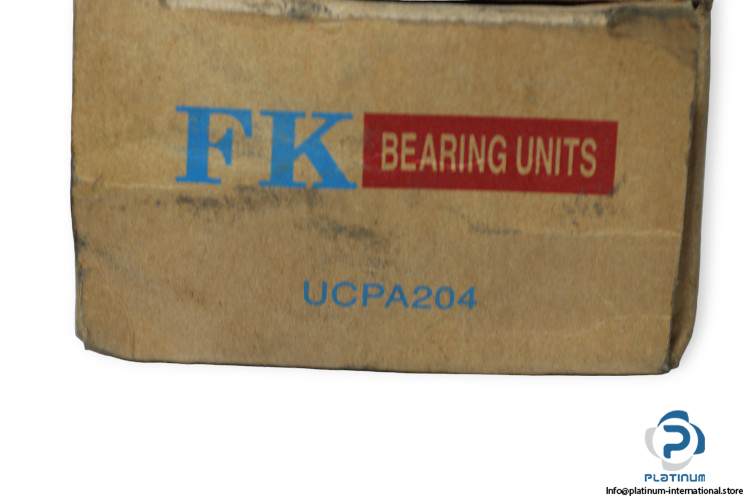 FK BEARING UNITS
UCPA204
P
PLATINUM
Info@platinum-international.store